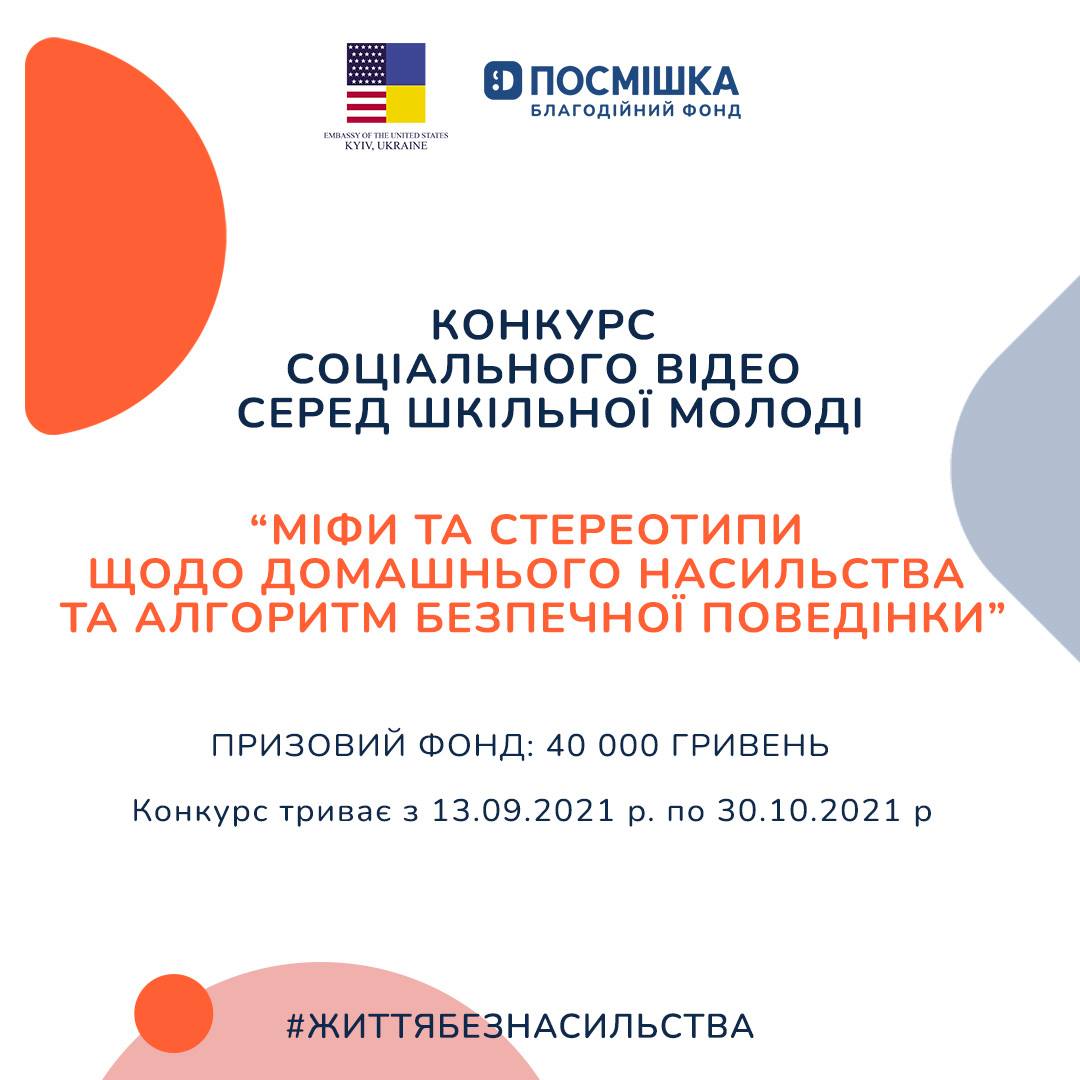 EMBASSY OF THE UNITED STATES
KYIV, UKRAINE
ПОСМІШКА
БЛАГОДІЙНИЙ ФОНД
КОНКУРС
СОЦІАЛЬНОГО ВІДЕО
СЕРЕД ШКІЛЬНОЇ МОЛОДІ
“МІФИ ТА СТЕРЕОТИПИ
ЩОДО ДОМАШНЬОГО НАСИЛЬСТВА
ТА АЛГОРИТМ БЕЗПЕЧНОЇ ПОВЕДІНКИ”
ПРИЗОВИЙ ФОНД: 40 000 ГРИВЕНЬ
Конкурс триває з 13.09.2021 р. по 30.10.2021 р
#ЖИТТЯБЕЗНАСИЛЬСТВА